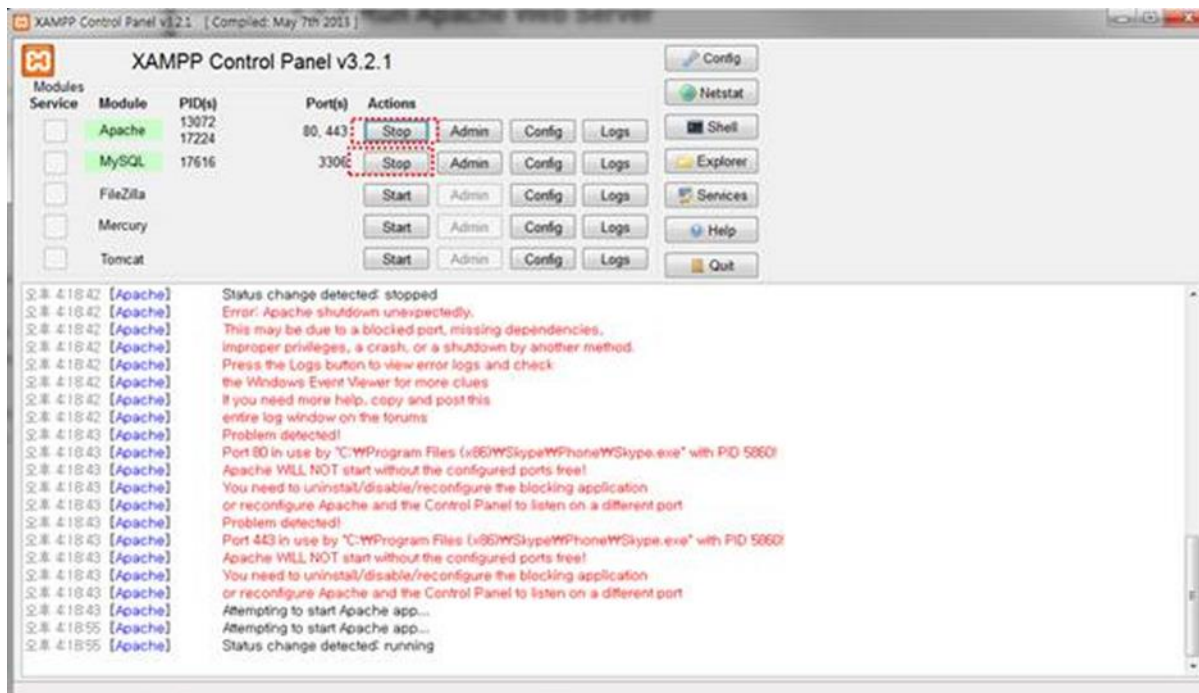 Run Apache Web Server
XAMPP Control Panel v3.2.1 [ Compiled: May 7th 2013 ]
XAMPP Control Panel v3.2.1
Config
Modules
Service Module PID(s) Port(s) Actions
Netstat
Apache 13072 17224 80, 443 Stop Admin Config Logs
Shell
MySQL 17616 3306 Stop Admin Config Logs
Explorer
FileZilla Start Admin Config Logs
Services
Mercury Start Admin Config Logs
Help
Tomcat Start Admin Config Logs
Quit
오후 4:18:42 [Apache] Status change detected: stopped
오후 4:18:42 [Apache] Error: Apache shutdown unexpectedly.
오후 4:18:42 [Apache] This may be due to a blocked port, missing dependencies,
오후 4:18:42 [Apache] improper privileges, a crash, or a shutdown by another method.
오후 4:18:42 [Apache] Press the Logs button to view error logs and check
오후 4:18:42 [Apache] the Windows Event Viewer for more clues
오후 4:18:42 [Apache] If you need more help, copy and post this
오후 4:18:42 [Apache] entire log window on the forums
오후 4:18:43 [Apache] Problem detected!
오후 4:18:43 [Apache] Port 80 in use by "C:₩Program Files (x86)₩Skype₩Phone₩Skype.exe" with PID 5860!
오후 4:18:43 [Apache] Apache WILL NOT start without the configured ports free!
오후 4:18:43 [Apache] You need to uninstall/disable/reconfigure the blocking application
오후 4:18:43 [Apache] or reconfigure Apache and the Control Panel to listen on a different port
오후 4:18:43 [Apache] Problem detected!
오후 4:18:43 [Apache] Port 443 in use by "C:₩Program Files (x86)₩Skype₩Phone₩Skype.exe" with PID 5860!
오후 4:18:43 [Apache] Apache WILL NOT start without the configured ports free!
오후 4:18:43 [Apache] You need to uninstall/disable/reconfigure the blocking application
오후 4:18:43 [Apache] or reconfigure Apache and the Control Panel to listen on a different port
오후 4:18:43 [Apache] Attempting to start Apache app...
오후 4:18:55 [Apache] Attempting to start Apache app...
오후 4:18:55 [Apache] Status change detected: running